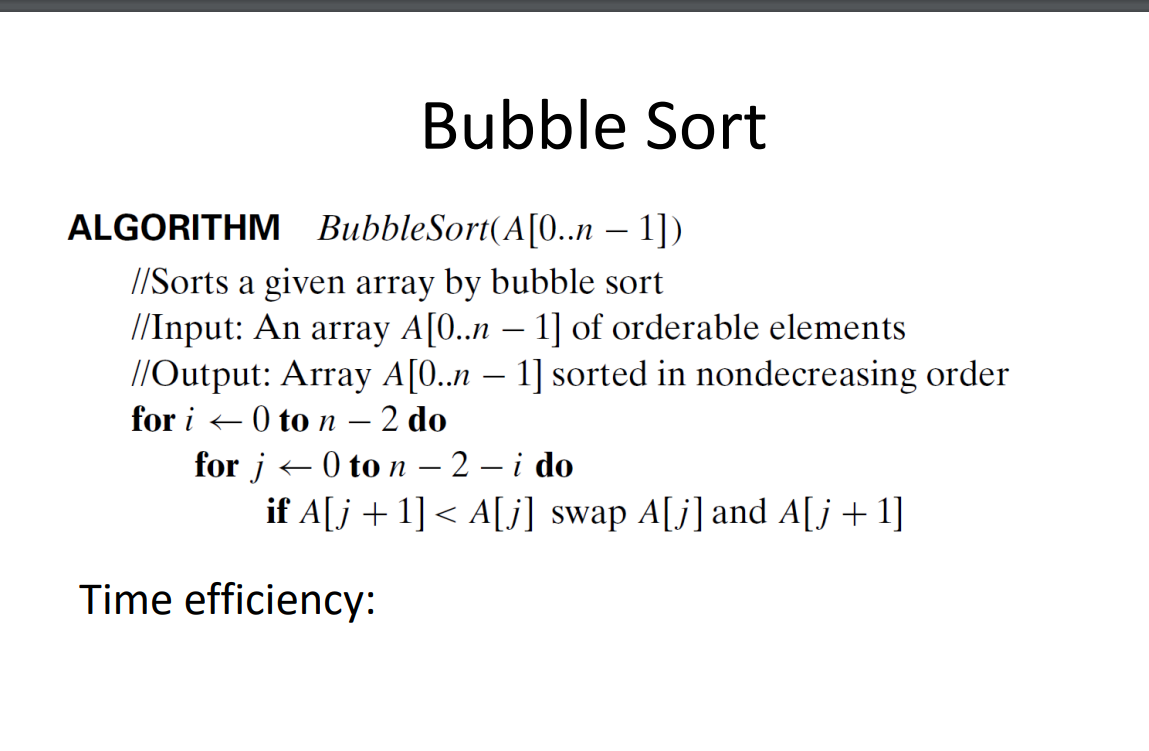 Bubble Sort
ALGORITHM BubbleSort(A[0..n − 1])
//Sorts a given array by bubble sort
//Input: An array A[0..n − 1] of orderable elements
//Output: Array A[0..n − 1] sorted in nondecreasing order
for i ← 0 to n − 2 do
for j ← 0 to n − 2 − i do
if A[j + 1] < A[j] swap A[j] and A[j + 1]
Time efficiency: